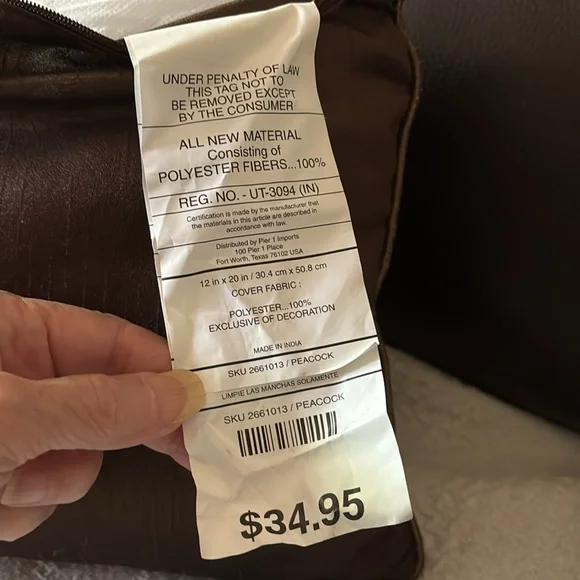 UNDER PENALTY OF LAW
THIS TAG NOT TO
BE REMOVED EXCEPT
BY THE CONSUMER
ALL NEW MATERIAL
Consisting of
POLYESTER FIBERS...100%
REG. NO. - UT-3094 (IN)
Certification is made by the manufacturer that
the materials in this article are described in
accordance with law.
Distributed by Pier 1 Imports
100 Pier 1 Place
Fort Worth, Texas 76102 USA
12 in x 20 in / 30.4 cm x 50.8 cm
COVER FABRIC :
POLYESTER...100%
EXCLUSIVE OF DECORATION
MADE IN INDIA
SKU 2661013 / PEACOCK
LIMPIE LAS MANCHAS SOLAMENTE
SKU 2661013 / PEACOCK
$34.95